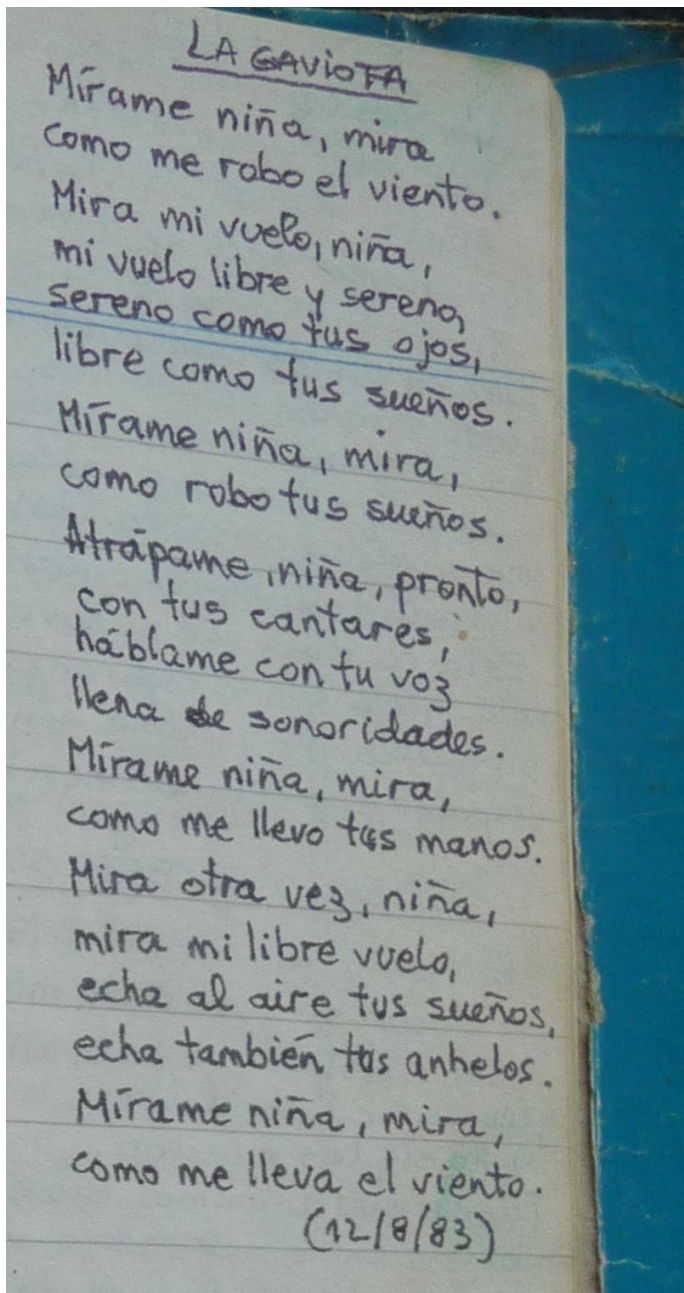 LA GAVIOTA
Mírame niña, mira
como me robo el viento.
Mira mi vuelo, niña,
mi vuelo libre y sereno,
sereno como tus ojos,
libre como tus sueños.
Mírame niña, mira,
como robo tus sueños.
Atrápame, niña, pronto,
con tus cantares,
háblame con tu voz
llena de sonoridades.
Mírame niña, mira,
como me llevo tus manos.
Mira otra vez, niña,
mira mi libre vuelo,
echa al aire tus sueños,
echa también tus anhelos.
Mírame niña, mira,
como me lleva el viento.
(12/8/83)